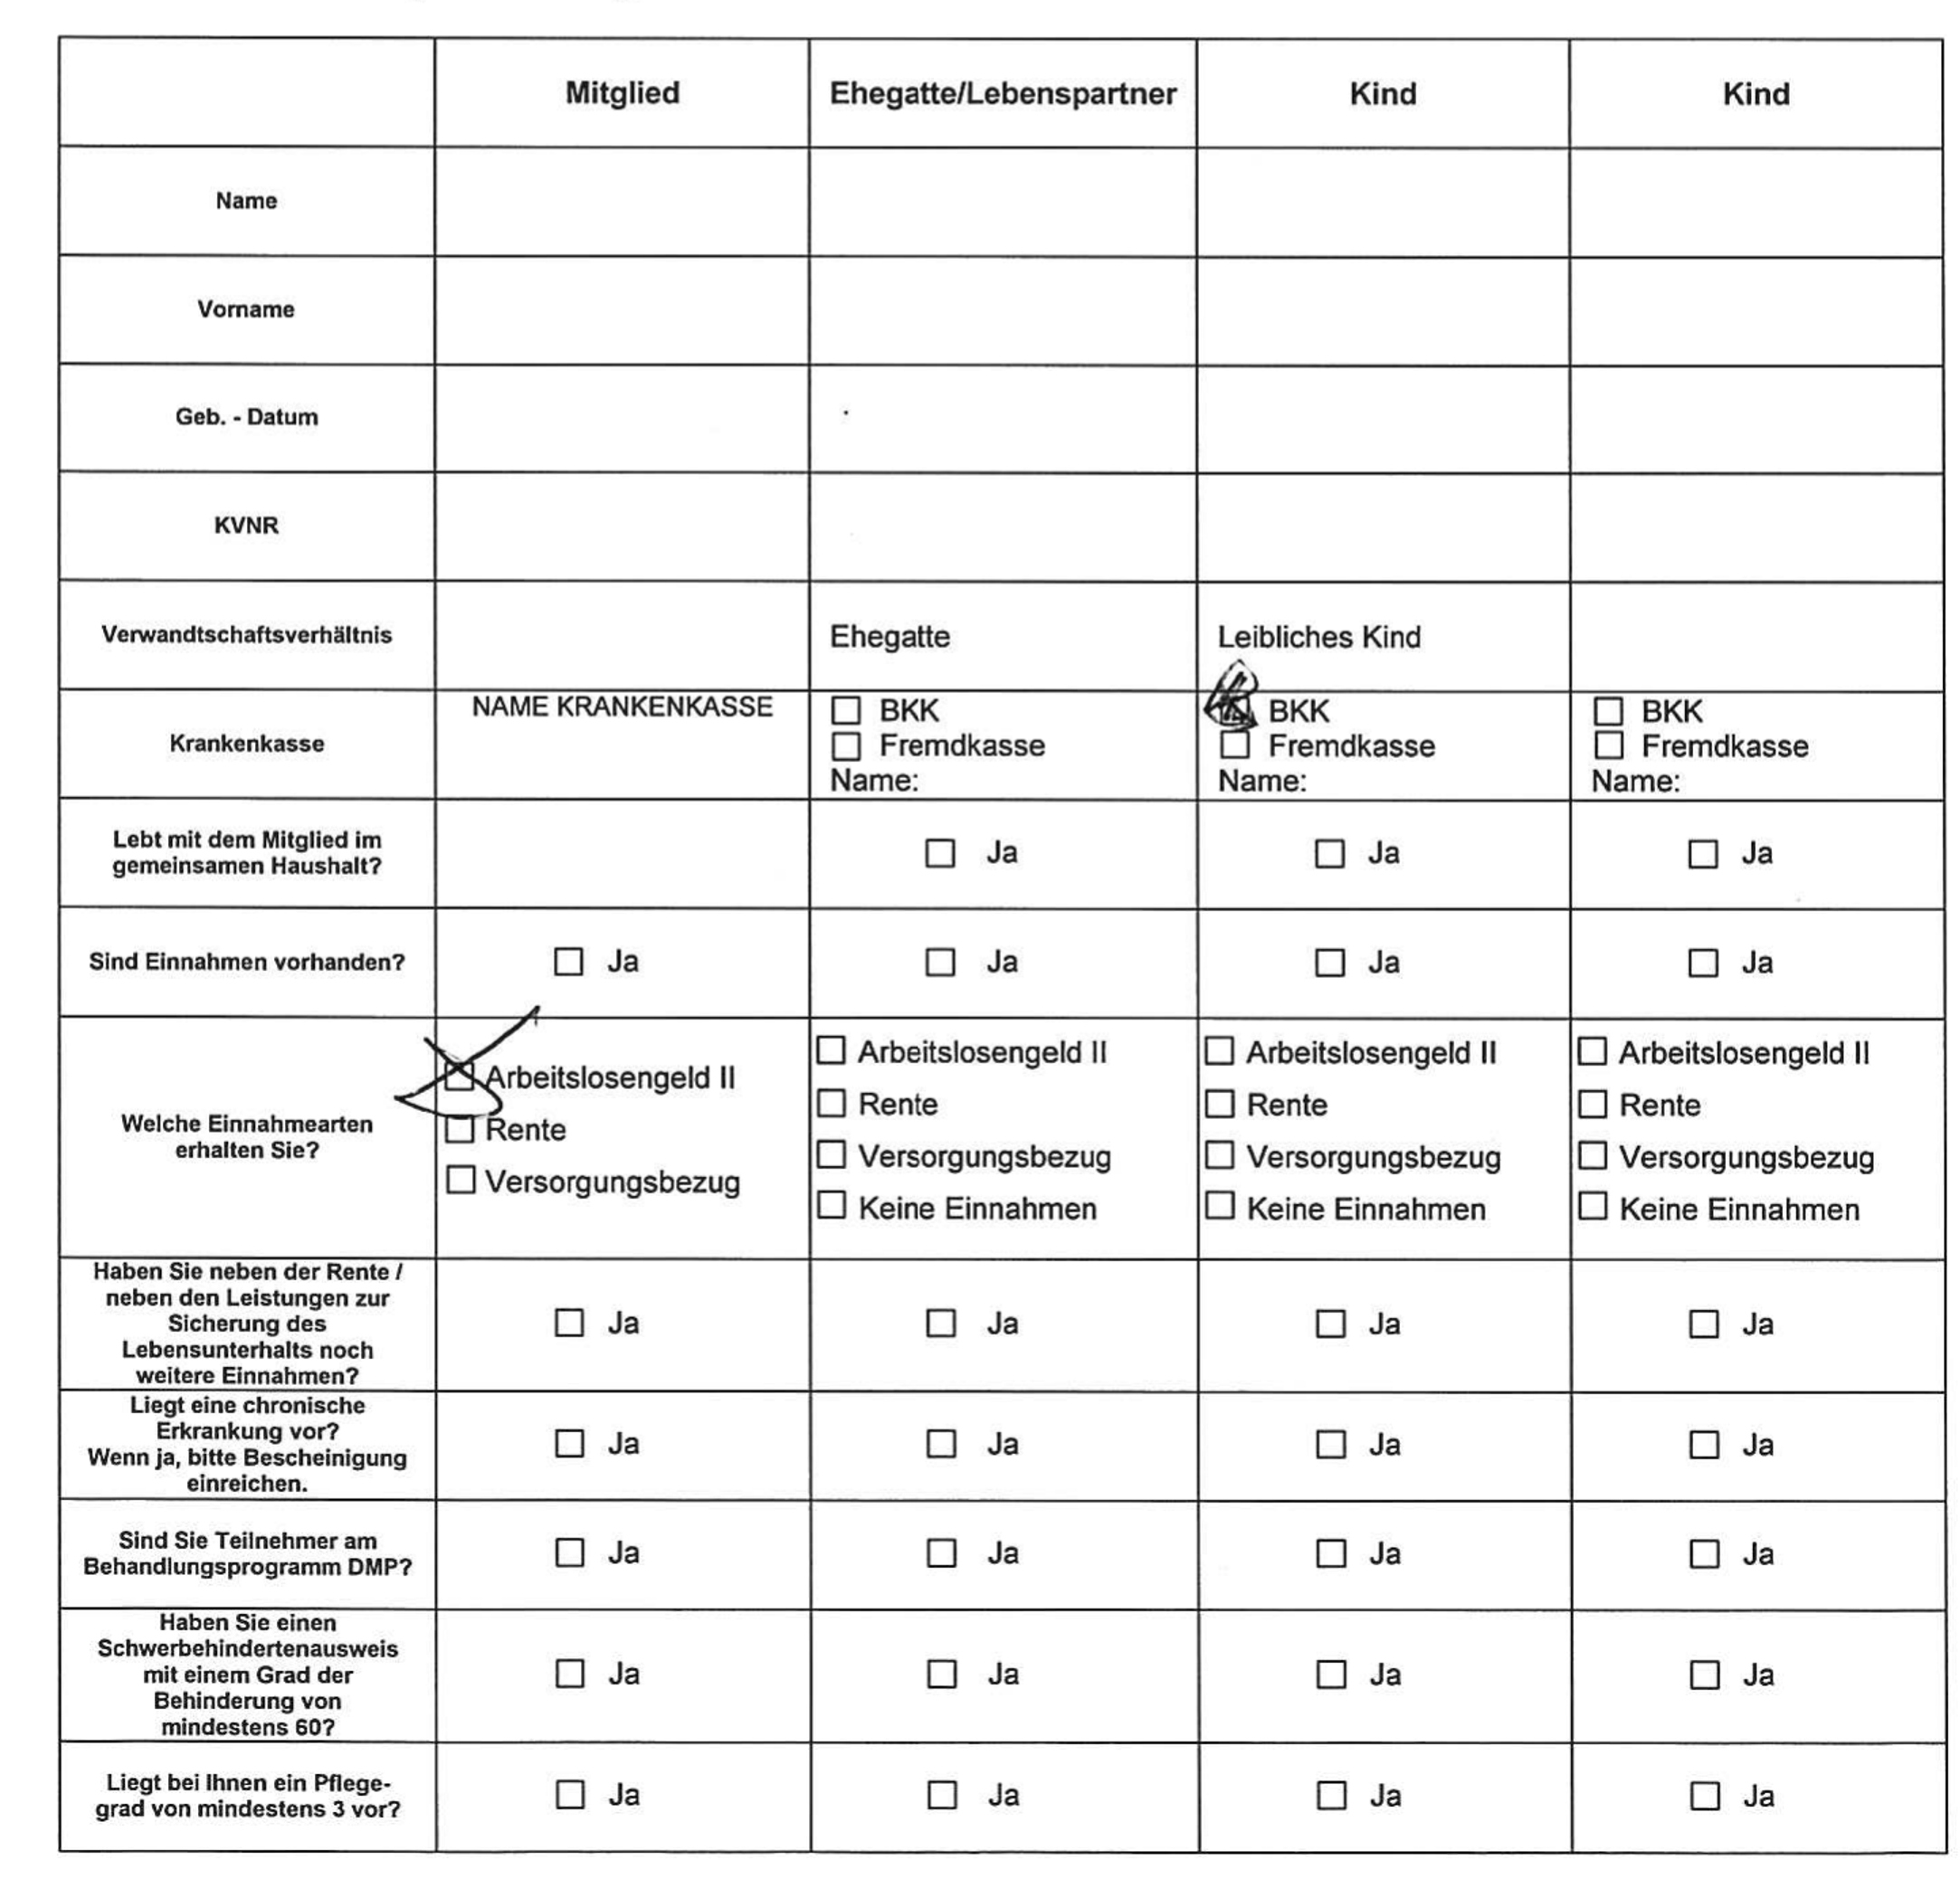 Mitglied Ehegatte/Lebenspartner Kind Kind
Name
Vorname
Geb. - Datum
KVNR
Verwandtschaftsverhältnis Ehegatte Leibliches Kind
NAME KRANKENKASSE BKK BKK BKK
Krankenkasse Fremdkasse Fremdkasse Fremdkasse
Name: Name: Name:
Lebt mit dem Mitglied im
gemeinsamen Haushalt? Ja Ja Ja
Sind Einnahmen vorhanden? Ja Ja Ja Ja
Welche Einnahmearten
erhalten Sie?
Arbeitslosengeld II
Rente
Versorgungsbezug
Arbeitslosengeld II
Rente
Versorgungsbezug
Keine Einnahmen
Arbeitslosengeld II
Rente
Versorgungsbezug
Keine Einnahmen
Arbeitslosengeld II
Rente
Versorgungsbezug
Keine Einnahmen
Haben Sie neben der Rente /
neben den Leistungen zur
Sicherung des Ja Ja Ja Ja
Lebensunterhalts noch
weitere Einnahmen?
Liegt eine chronische
Erkrankung vor? Ja Ja Ja Ja
Wenn ja, bitte Bescheinigung
einreichen.
Sind Sie Teilnehmer am
Behandlungsprogramm DMP? Ja Ja Ja Ja
Haben Sie einen
Schwerbehindertenausweis
mit einem Grad der Ja Ja Ja Ja
Behinderung von
mindestens 60?
Liegt bei Ihnen ein Pflege-
grad von mindestens 3 vor? Ja Ja Ja Ja